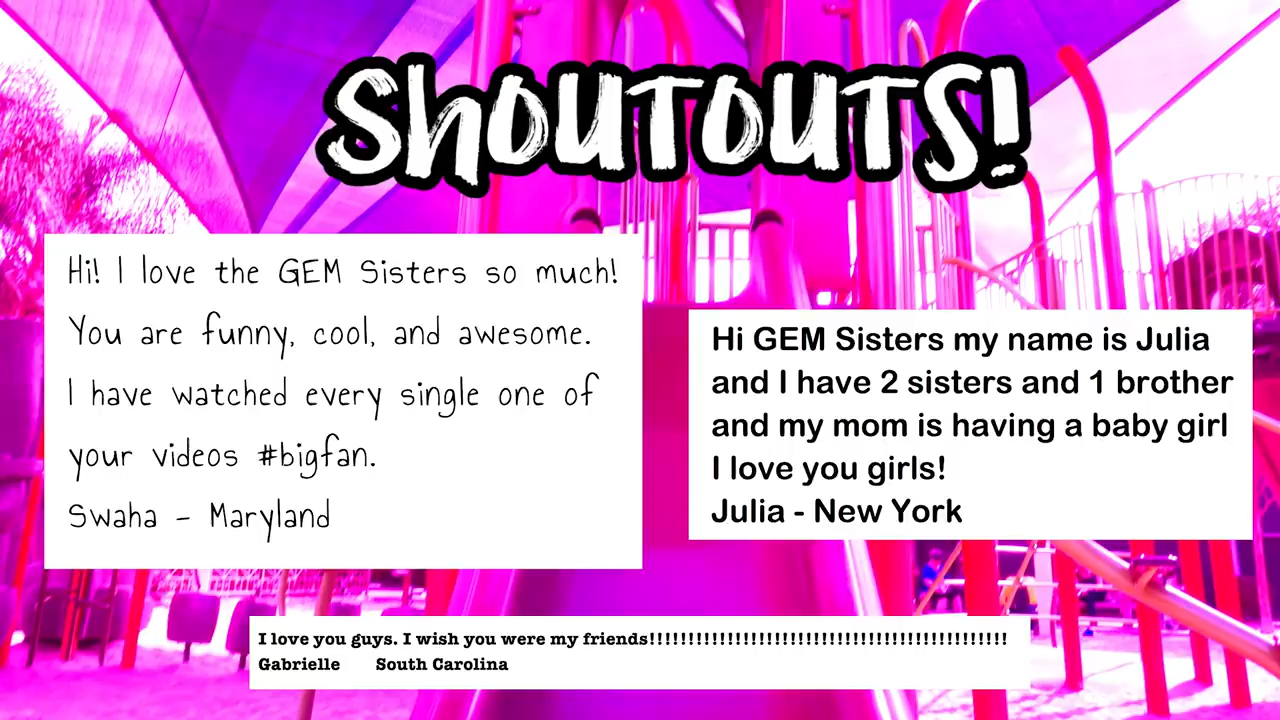 SHOUTOUTS!
Hi! I love the GEM Sisters so much!
You are funny, cool, and awesome.
I have watched every single one of
your videos #bigfan.
Swaha - Maryland
Hi GEM Sisters my name is Julia
and I have 2 sisters and 1 brother
and my mom is having a baby girl
I love you girls!
Julia - New York
I love you guys. I wish you were my friends!!!!!!!!!!!!!!!!!!!!!!!!!!!!!!!!!!!!!!!!!!!!!!
Gabrielle South Carolina